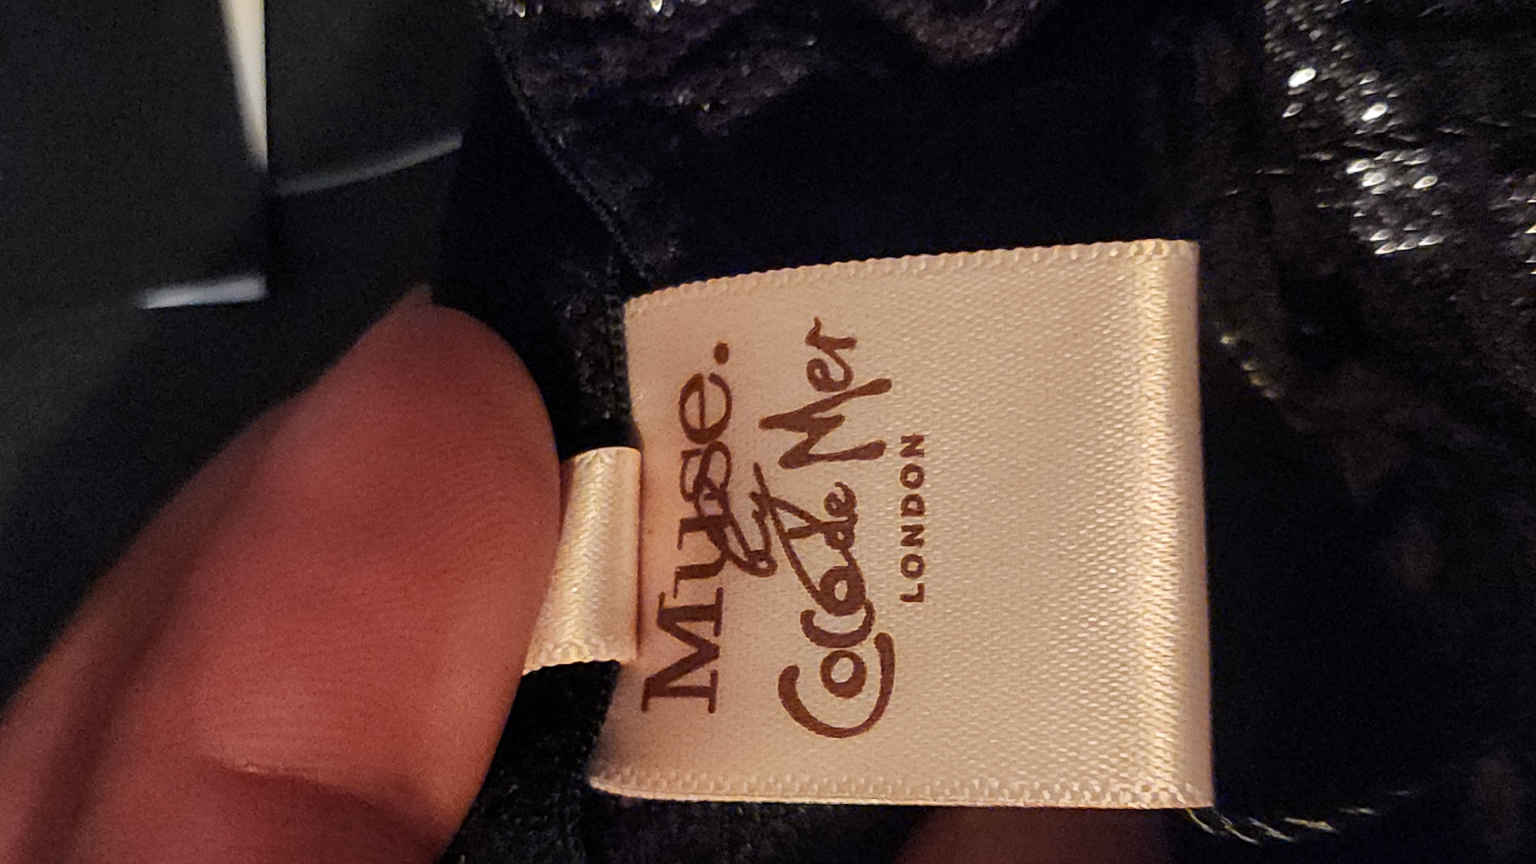 Muse.
by
Coco de Mer
LONDON